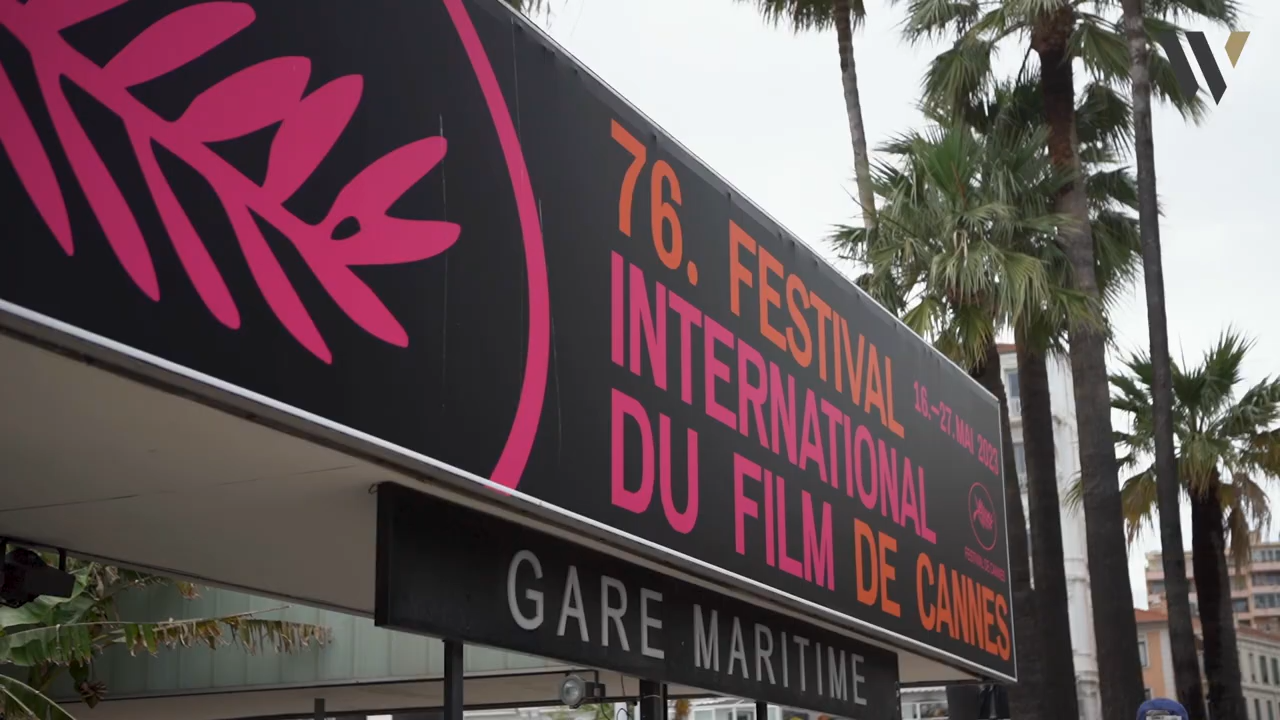 76. FESTIVAL
INTERNATIONAL
DU FILM DE CANNES
16.–27. MAI 2023
FESTIVAL DE CANNES
GARE MARITIME
W